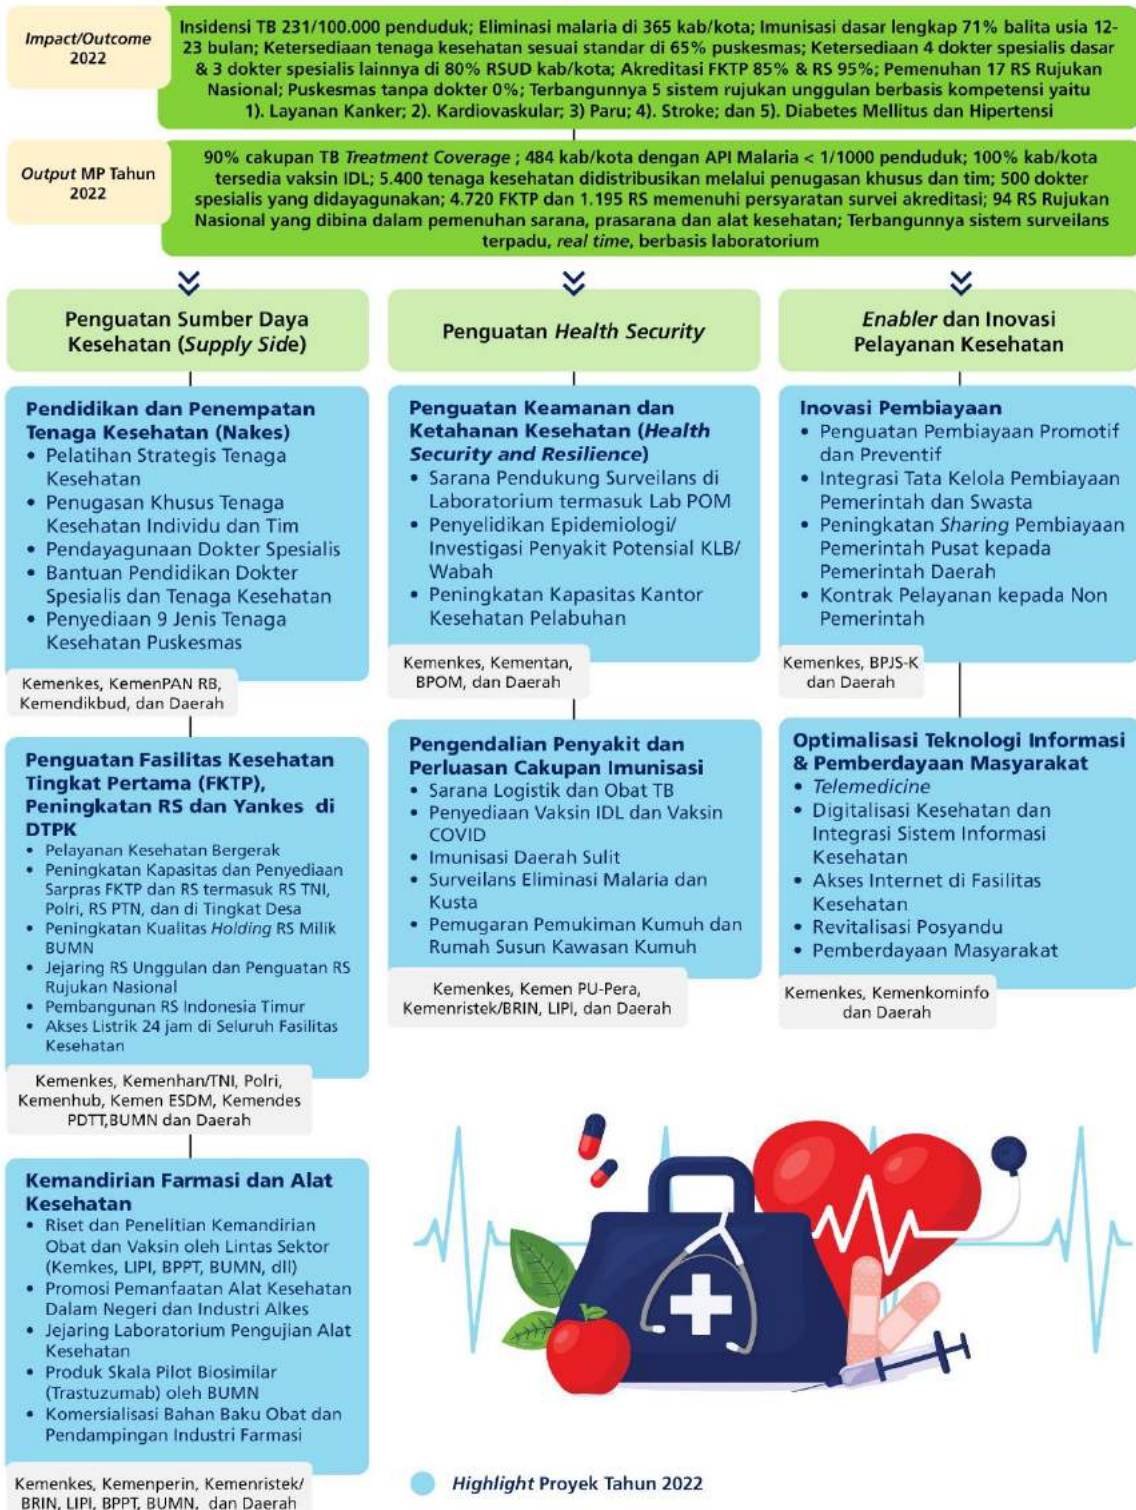 Impact/Outcome
2022
Insidensi TB 231/100.000 penduduk; Eliminasi malaria di 365 kab/kota; Imunisasi dasar lengkap 71% balita usia 12-
23 bulan; Ketersediaan tenaga kesehatan sesuai standar di 65% puskesmas; Ketersediaan 4 dokter spesialis dasar
& 3 dokter spesialis lainnya di 80% RSUD kab/kota; Akreditasi FKTP 85% & RS 95%; Pemenuhan 17 RS Rujukan
Nasional; Puskesmas tanpa dokter 0%; Terbangunnya 5 sistem rujukan unggulan berbasis kompetensi yaitu
1). Layanan Kanker; 2). Kardiovaskular; 3) Paru; 4). Stroke; dan 5). Diabetes Mellitus dan Hipertensi
Output MP Tahun
2022
90% cakupan TB Treatment Coverage ; 484 kab/kota dengan API Malaria < 1/1000 penduduk; 100% kab/kota
tersedia vaksin IDL; 5.400 tenaga kesehatan didistribusikan melalui penugasan khusus dan tim; 500 dokter
spesialis yang didayagunakan; 4.720 FKTP dan 1.195 RS memenuhi persyaratan survei akreditasi; 94 RS Rujukan
Nasional yang dibina dalam pemenuhan sarana, prasarana dan alat kesehatan; Terbangunnya sistem surveilans
terpadu, real time, berbasis laboratorium
Penguatan Sumber Daya
Kesehatan (Supply Side)
Pendidikan dan Penempatan
Tenaga Kesehatan (Nakes)
• Pelatihan Strategis Tenaga
Kesehatan
• Penugasan Khusus Tenaga
Kesehatan Individu dan Tim
• Pendayagunaan Dokter Spesialis
• Bantuan Pendidikan Dokter
Spesialis dan Tenaga Kesehatan
• Penyediaan 9 Jenis Tenaga
Kesehatan Puskesmas
Kemenkes, KemenPAN RB,
Kemendikbud, dan Daerah
Penguatan Fasilitas Kesehatan
Tingkat Pertama (FKTP),
Peningkatan RS dan Yankes di
DTPK
• Pelayanan Kesehatan Bergerak
• Peningkatan Kapasitas dan Penyediaan
Sarpras FKTP dan RS termasuk RS TNI,
Polri, RS PTN, dan di Tingkat Desa
• Peningkatan Kualitas Holding RS Milik
BUMN
• Jejaring RS Unggulan dan Penguatan RS
Rujukan Nasional
• Pembangunan RS Indonesia Timur
• Akses Listrik 24 jam di Seluruh Fasilitas
Kesehatan
Kemenkes, Kemenhan/TNI, Polri,
Kemenhub, Kemen ESDM, Kemendes
PDTT,BUMN dan Daerah
Kemandirian Farmasi dan Alat
Kesehatan
• Riset dan Penelitian Kemandirian
Obat dan Vaksin oleh Lintas Sektor
(Kemkes, LIPI, BPPT, BUMN, dll)
• Promosi Pemanfaatan Alat Kesehatan
Dalam Negeri dan Industri Alkes
• Jejaring Laboratorium Pengujian Alat
Kesehatan
• Produk Skala Pilot Biosimilar
(Trastuzumab) oleh BUMN
• Komersialisasi Bahan Baku Obat dan
Pendampingan Industri Farmasi
Kemenkes, Kemenperin, Kemenristek/
BRIN, LIPI, BPPT, BUMN, dan Daerah
Penguatan Health Security
Penguatan Keamanan dan
Ketahanan Kesehatan (Health
Security and Resilience)
• Sarana Pendukung Surveilans di
Laboratorium termasuk Lab POM
• Penyelidikan Epidemiologi/
Investigasi Penyakit Potensial KLB/
Wabah
• Peningkatan Kapasitas Kantor
Kesehatan Pelabuhan
Kemenkes, Kementan,
BPOM, dan Daerah
Pengendalian Penyakit dan
Perluasan Cakupan Imunisasi
• Sarana Logistik dan Obat TB
• Penyediaan Vaksin IDL dan Vaksin
COVID
• Imunisasi Daerah Sulit
• Surveilans Eliminasi Malaria dan
Kusta
• Pemugaran Pemukiman Kumuh dan
Rumah Susun Kawasan Kumuh
Kemenkes, Kemen PU-Pera,
Kemenristek/BRIN, LIPI, dan Daerah
Enabler dan Inovasi
Pelayanan Kesehatan
Inovasi Pembiayaan
• Penguatan Pembiayaan Promotif
dan Preventif
• Integrasi Tata Kelola Pembiayaan
Pemerintah dan Swasta
• Peningkatan Sharing Pembiayaan
Pemerintah Pusat kepada
Pemerintah Daerah
• Kontrak Pelayanan kepada Non
Pemerintah
Kemenkes, BPJS-K
dan Daerah
Optimalisasi Teknologi Informasi
& Pemberdayaan Masyarakat
• Telemedicine
• Digitalisasi Kesehatan dan
Integrasi Sistem Informasi
Kesehatan
• Akses Internet di Fasilitas
Kesehatan
• Revitalisasi Posyandu
• Pemberdayaan Masyarakat
Kemenkes, Kemenkominfo
dan Daerah
Highlight Proyek Tahun 2022